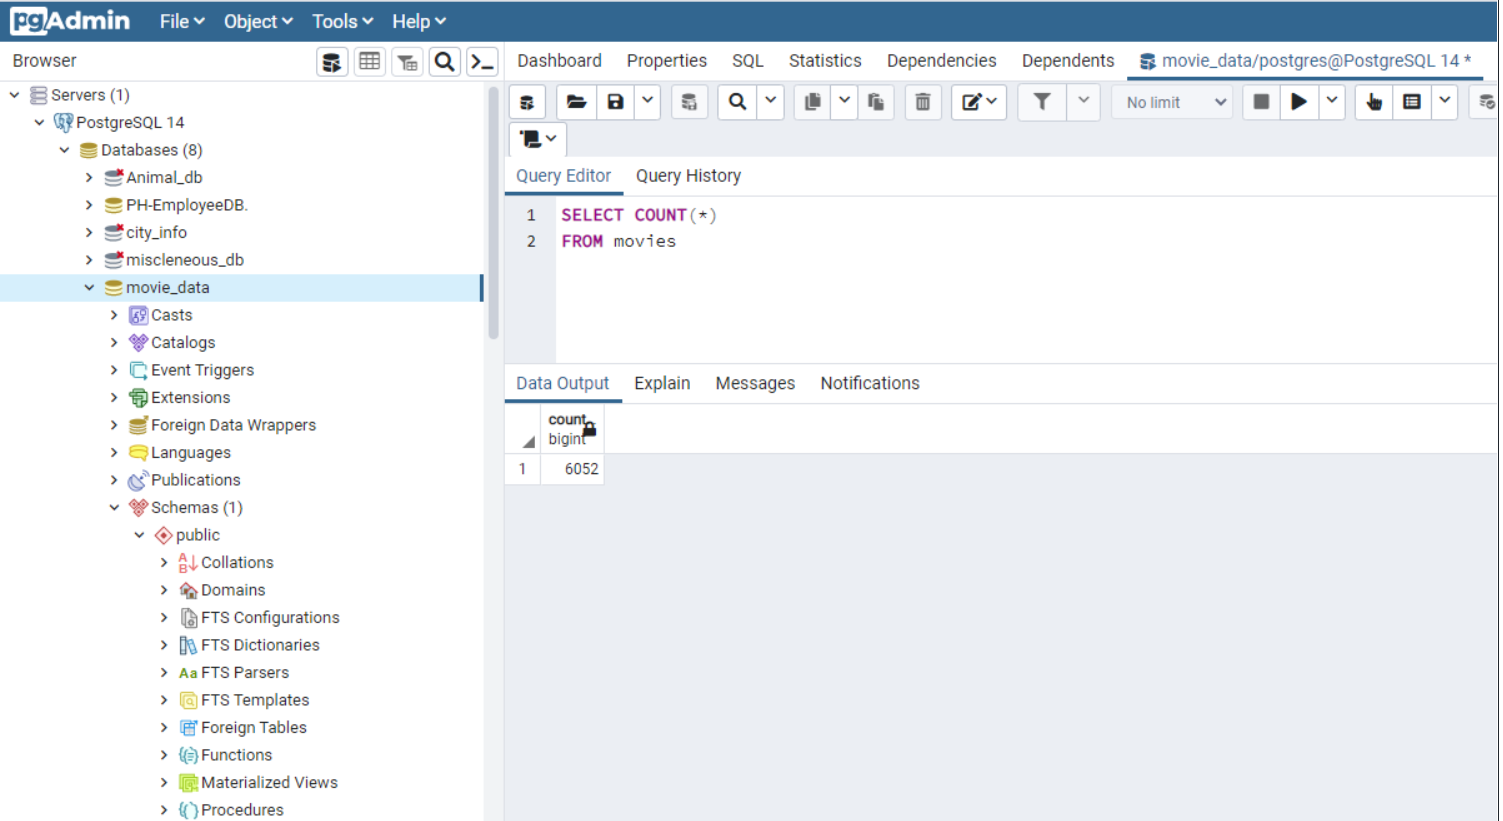 pgAdmin File Object Tools Help
Browser
Dashboard Properties SQL Statistics Dependencies Dependents movie_data/postgres@PostgreSQL 14 *
Servers (1)
PostgreSQL 14
Databases (8)
Animal_db
PH-EmployeeDB.
city_info
miscleneous_db
movie_data
Casts
Catalogs
Event Triggers
Extensions
Foreign Data Wrappers
Languages
Publications
Schemas (1)
public
Collations
Domains
FTS Configurations
FTS Dictionaries
Aa FTS Parsers
FTS Templates
Foreign Tables
Functions
Materialized Views
Procedures
No limit
Query Editor Query History
1 SELECT COUNT(*)
2 FROM movies
Data Output Explain Messages Notifications
count
bigint
1 6052